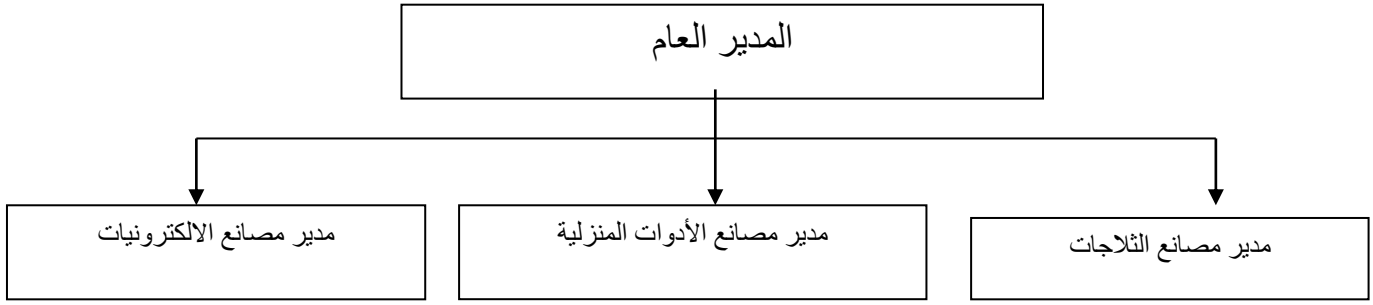 المدير العام
مدير مصانع الثلاجات
مدير مصانع الأدوات المنزلية
مدير مصانع الالكترونيات